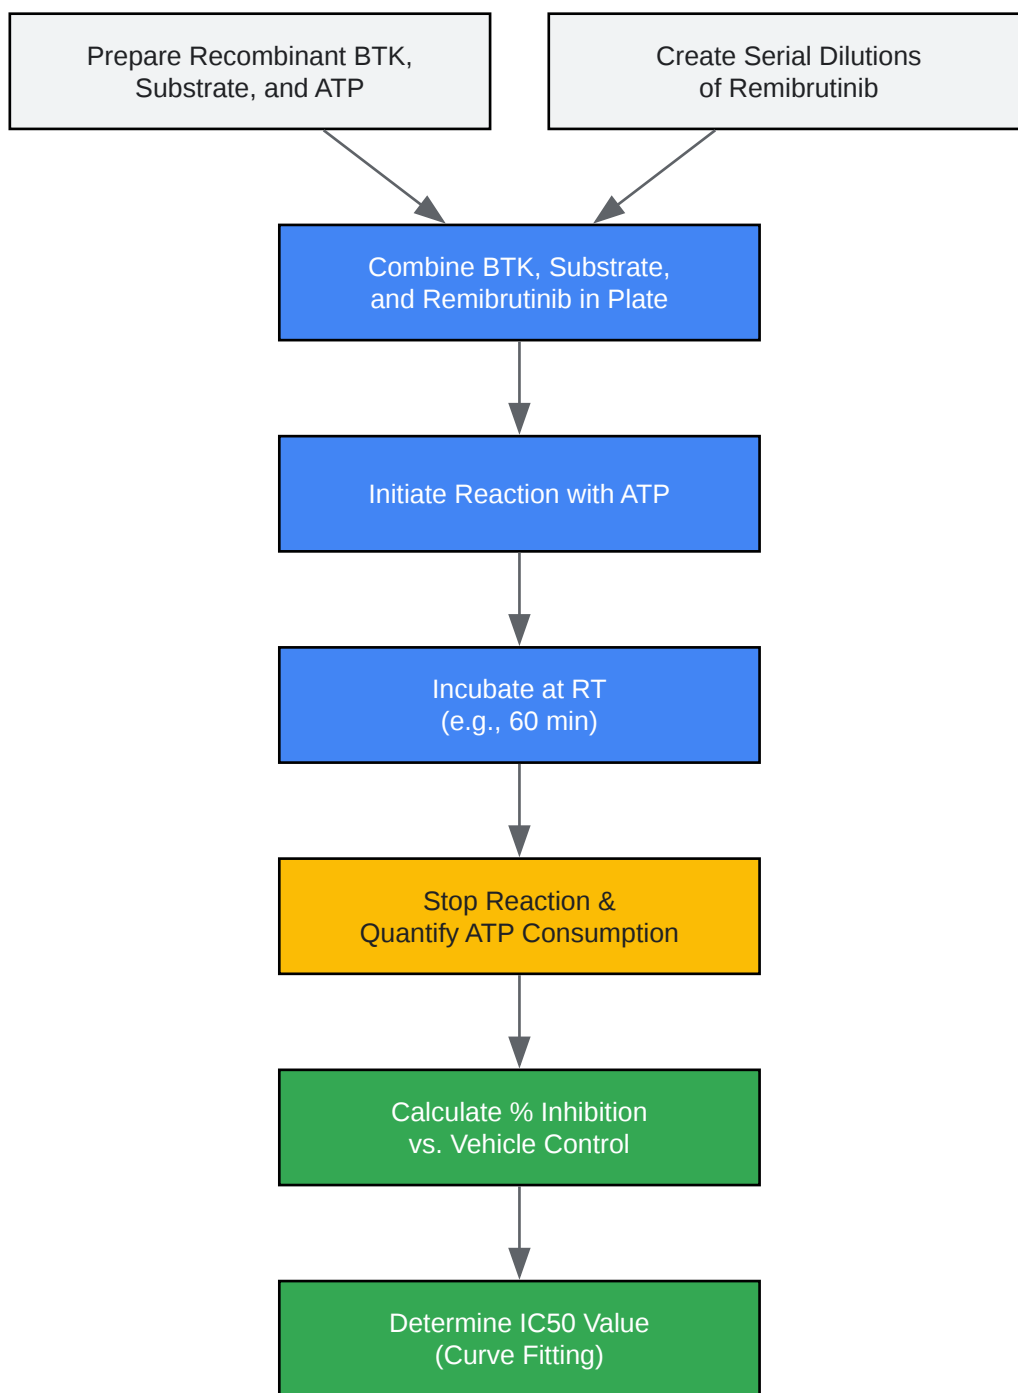 Prepare Recombinant BTK,
Substrate, and ATP
Create Serial Dilutions
of Remibrutinib
Combine BTK, Substrate,
and Remibrutinib in Plate
Initiate Reaction with ATP
Incubate at RT
(e.g., 60 min)
Stop Reaction &
Quantify ATP Consumption
Calculate % Inhibition
vs. Vehicle Control
Determine IC50 Value
(Curve Fitting)